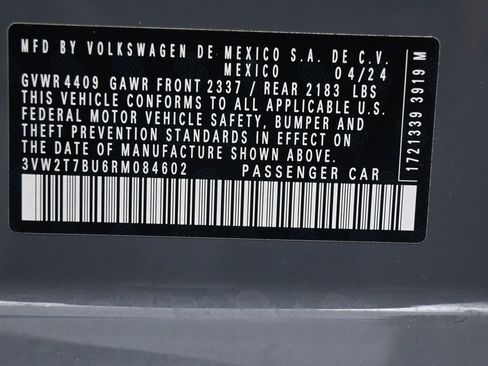 MFD BY VOLKSWAGEN DE MEXICO S.A. DE C.V.
MEXICO 04/24
GVWR 4409 GAWR FRONT 2337 / REAR 2183 LBS
THIS VEHICLE CONFORMS TO ALL APPLICABLE U.S.
FEDERAL MOTOR VEHICLE SAFETY, BUMPER AND
THEFT PREVENTION STANDARDS IN EFFECT ON
THE DATE OF MANUFACTURE SHOWN ABOVE.
3VW2T7BU6RM084602 PASSENGER CAR
1721339 3919 M